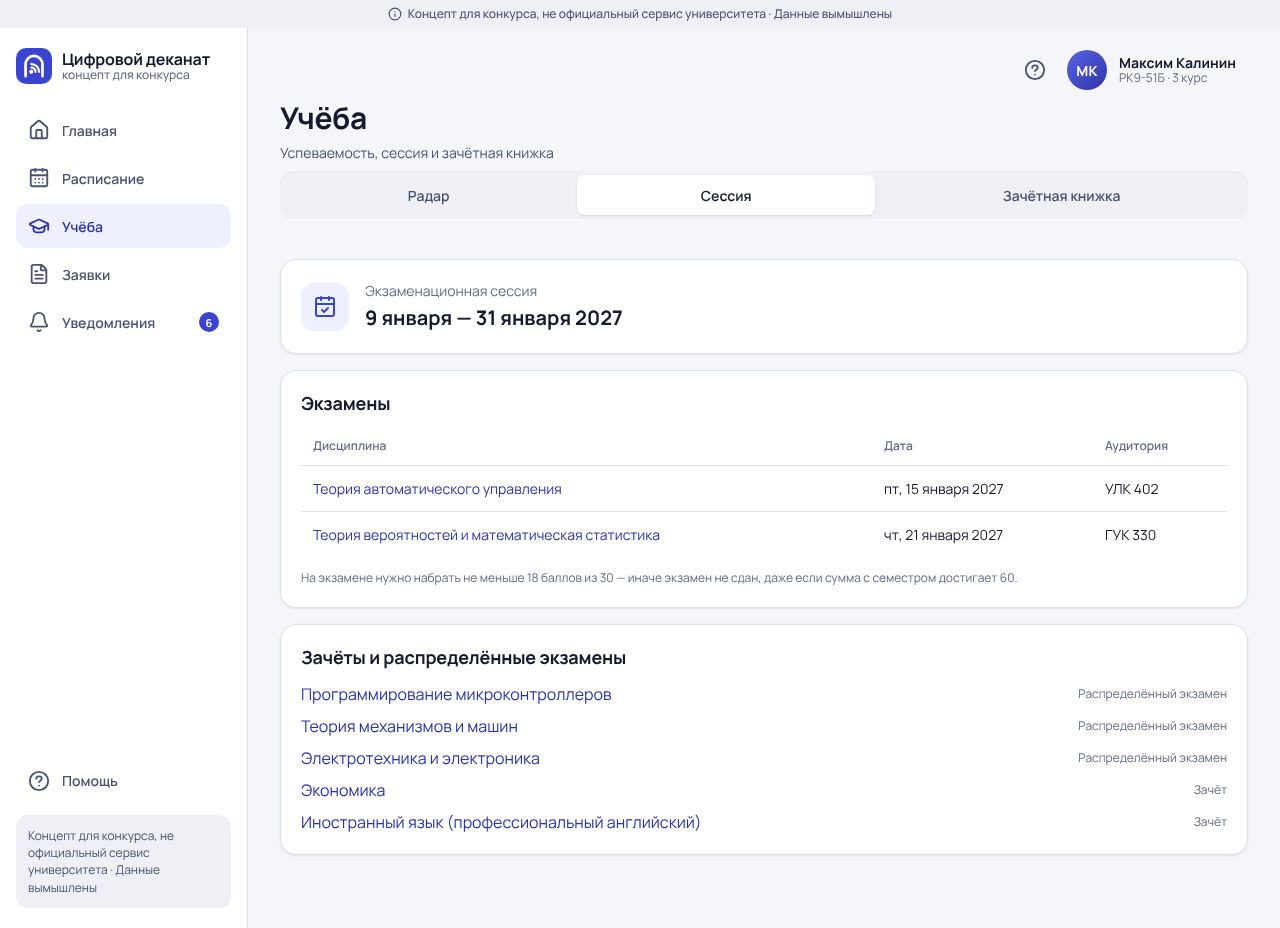 Концепт для конкурса, не официальный сервис университета · Данные вымышлены
Цифровой деканат
концепт для конкурса
Главная
Расписание
Учёба
Заявки
Уведомления 6
Помощь
Концепт для конкурса, не
официальный сервис
университета · Данные
вымышлены
МК
Максим Калинин
РК9-51Б · 3 курс
Учёба
Успеваемость, сессия и зачётная книжка
Радар Сессия Зачётная книжка
Экзаменационная сессия
9 января — 31 января 2027
Экзамены
Дисциплина Дата Аудитория
Теория автоматического управления пт, 15 января 2027 УЛК 402
Теория вероятностей и математическая статистика чт, 21 января 2027 ГУК 330
На экзамене нужно набрать не меньше 18 баллов из 30 — иначе экзамен не сдан, даже если сумма с семестром достигает 60.
Зачёты и распределённые экзамены
Программирование микроконтроллеров Распределённый экзамен
Теория механизмов и машин Распределённый экзамен
Электротехника и электроника Распределённый экзамен
Экономика Зачёт
Иностранный язык (профессиональный английский) Зачёт